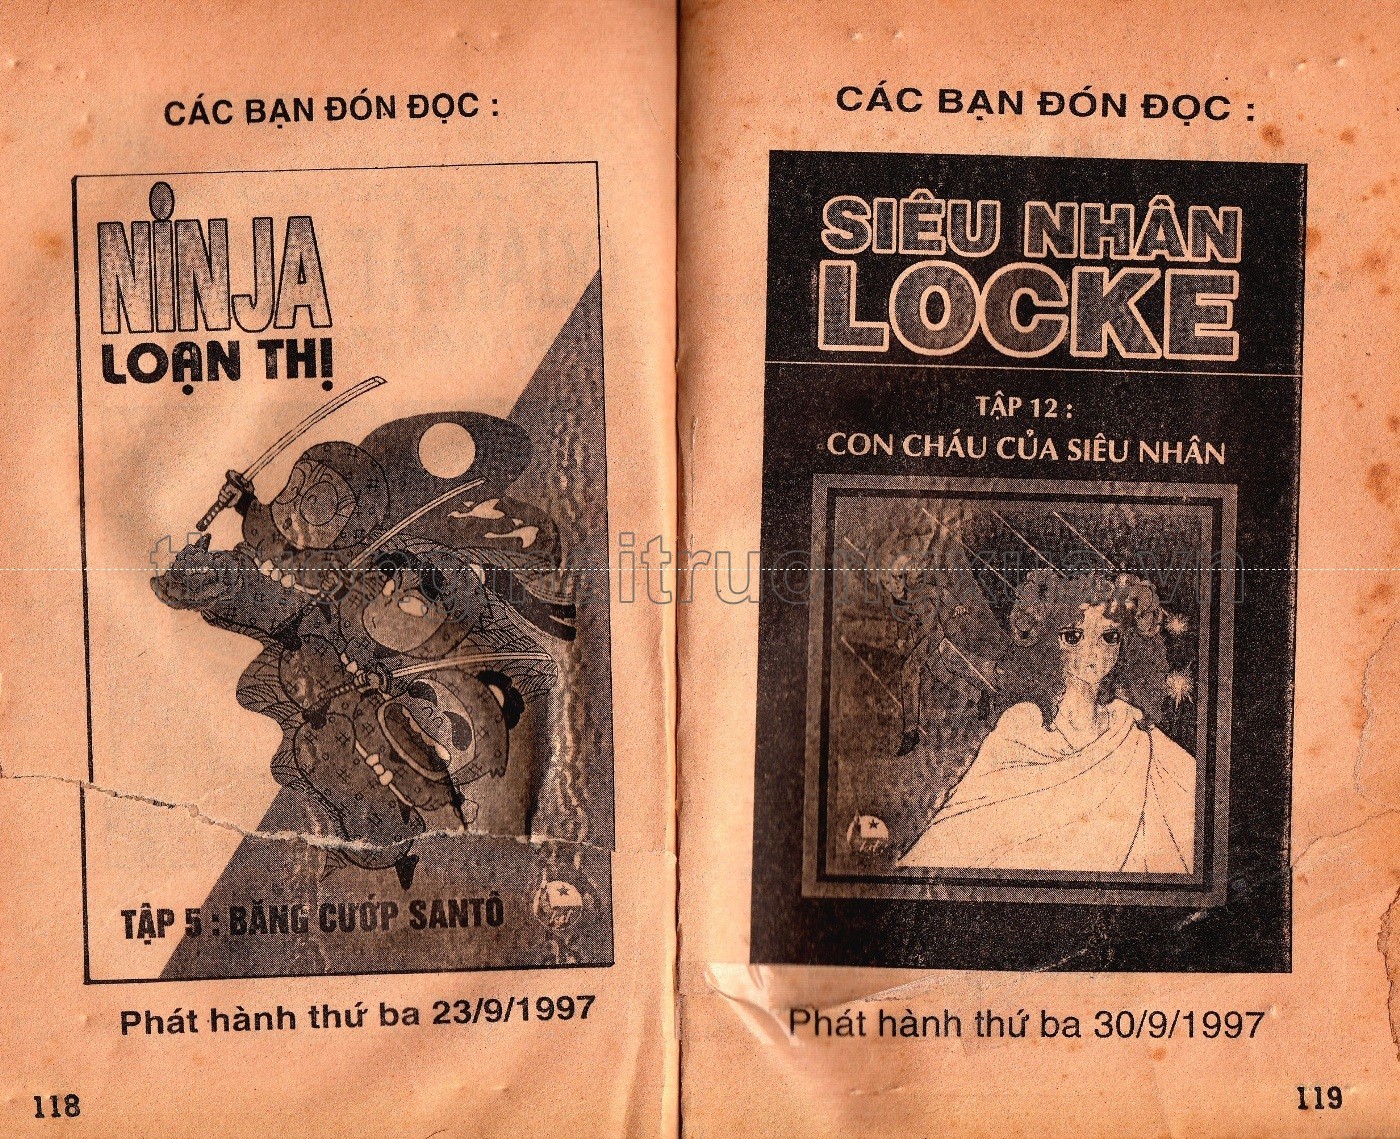 CÁC BẠN ĐÓN ĐỌC :
NINJA
LOẠN THỊ
TẬP 5 : BĂNG CƯỚP SANTÔ
Phát hành thứ ba 23/9/1997
118
CÁC BẠN ĐÓN ĐỌC :
SIÊU NHÂN
LOCKE
TẬP 12 :
CON CHÁU CỦA SIÊU NHÂN
Phát hành thứ ba 30/9/1997
119